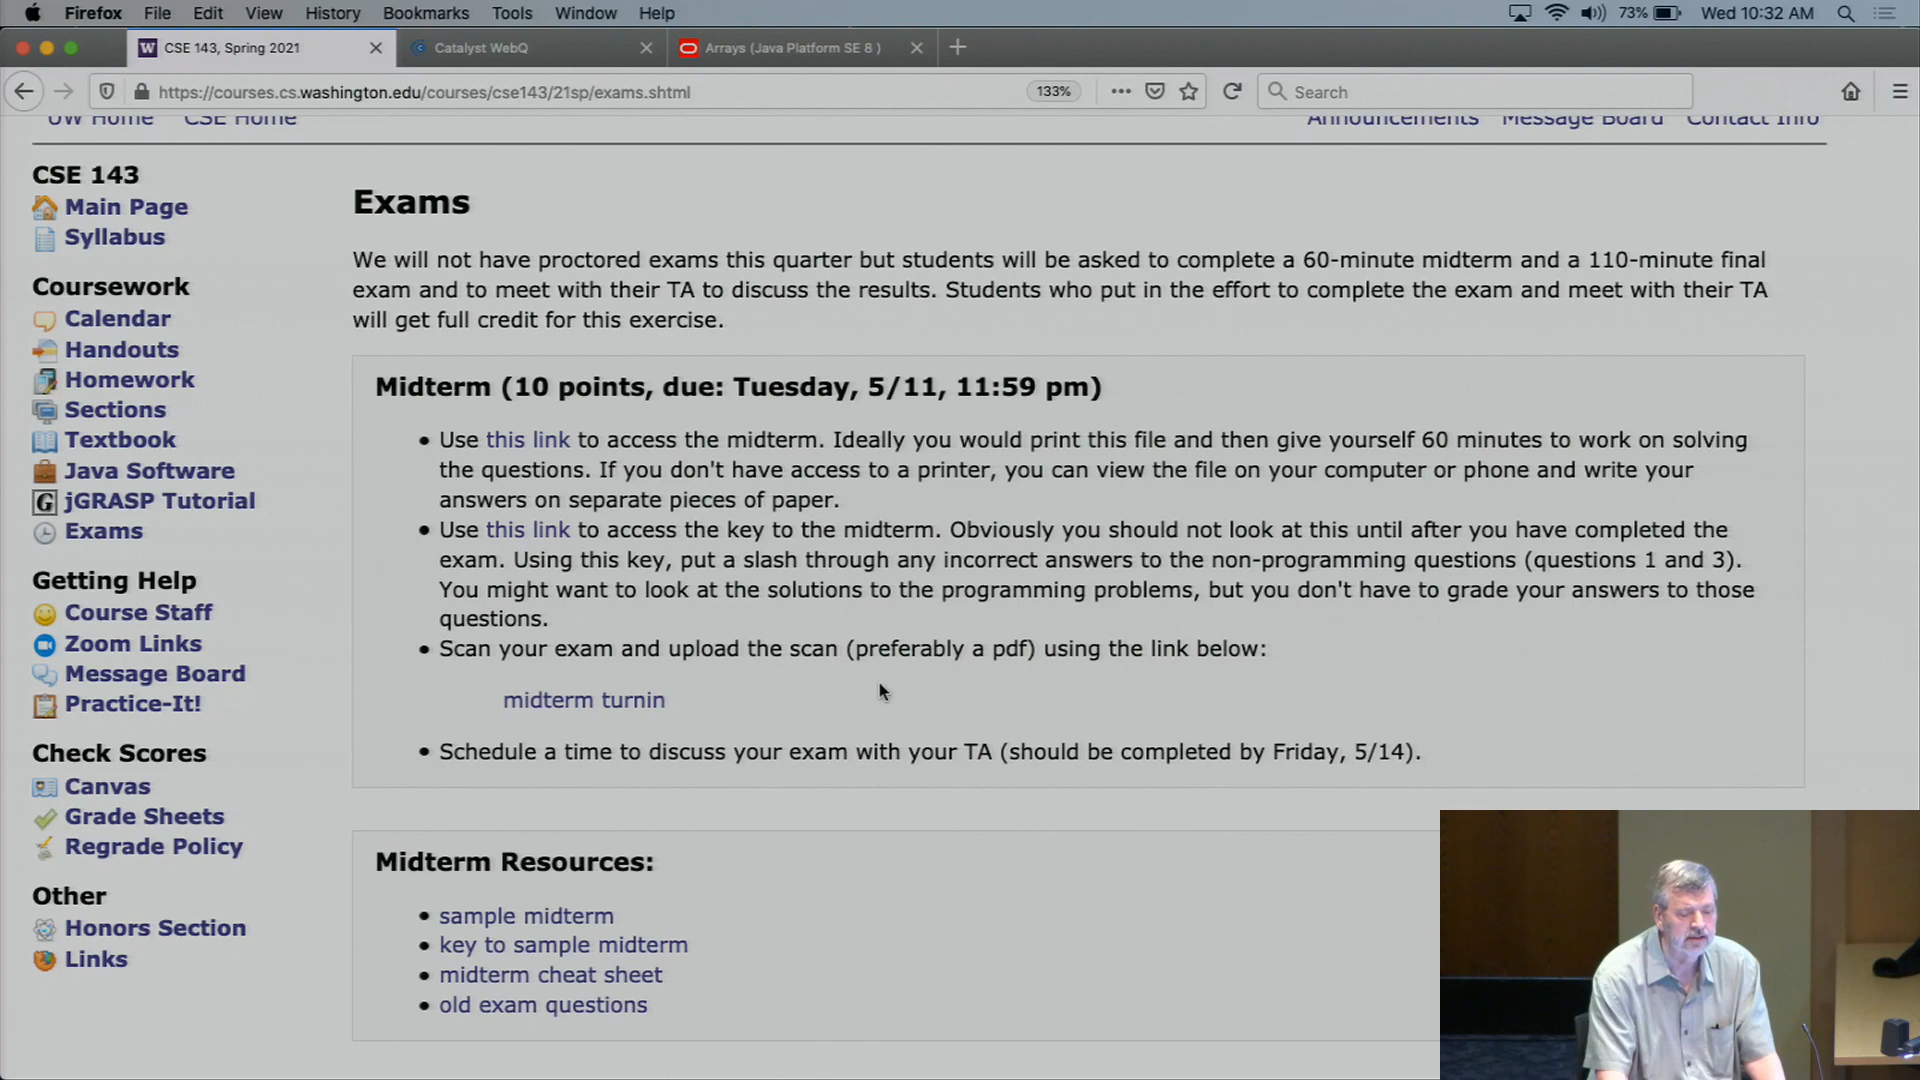 Firefox File Edit View History Bookmarks Tools Window Help 73% Wed 10:32 AM
CSE 143, Spring 2021 Catalyst WebQ Arrays (Java Platform SE 8 )
https://courses.cs.washington.edu/courses/cse143/21sp/exams.shtml 133% Search
UW Home CSE Home Announcements Message Board Contact Info
CSE 143
Main Page
Syllabus
Coursework
Calendar
Handouts
Homework
Sections
Textbook
Java Software
G jGRASP Tutorial
Exams
Getting Help
Course Staff
Zoom Links
Message Board
Practice-It!
Check Scores
Canvas
Grade Sheets
Regrade Policy
Other
Honors Section
Links
Exams
We will not have proctored exams this quarter but students will be asked to complete a 60-minute midterm and a 110-minute final
exam and to meet with their TA to discuss the results. Students who put in the effort to complete the exam and meet with their TA
will get full credit for this exercise.
Midterm (10 points, due: Tuesday, 5/11, 11:59 pm)
• Use this link to access the midterm. Ideally you would print this file and then give yourself 60 minutes to work on solving
the questions. If you don't have access to a printer, you can view the file on your computer or phone and write your
answers on separate pieces of paper.
• Use this link to access the key to the midterm. Obviously you should not look at this until after you have completed the
exam. Using this key, put a slash through any incorrect answers to the non-programming questions (questions 1 and 3).
You might want to look at the solutions to the programming problems, but you don't have to grade your answers to those
questions.
• Scan your exam and upload the scan (preferably a pdf) using the link below:
midterm turnin
• Schedule a time to discuss your exam with your TA (should be completed by Friday, 5/14).
Midterm Resources:
• sample midterm
• key to sample midterm
• midterm cheat sheet
• old exam questions